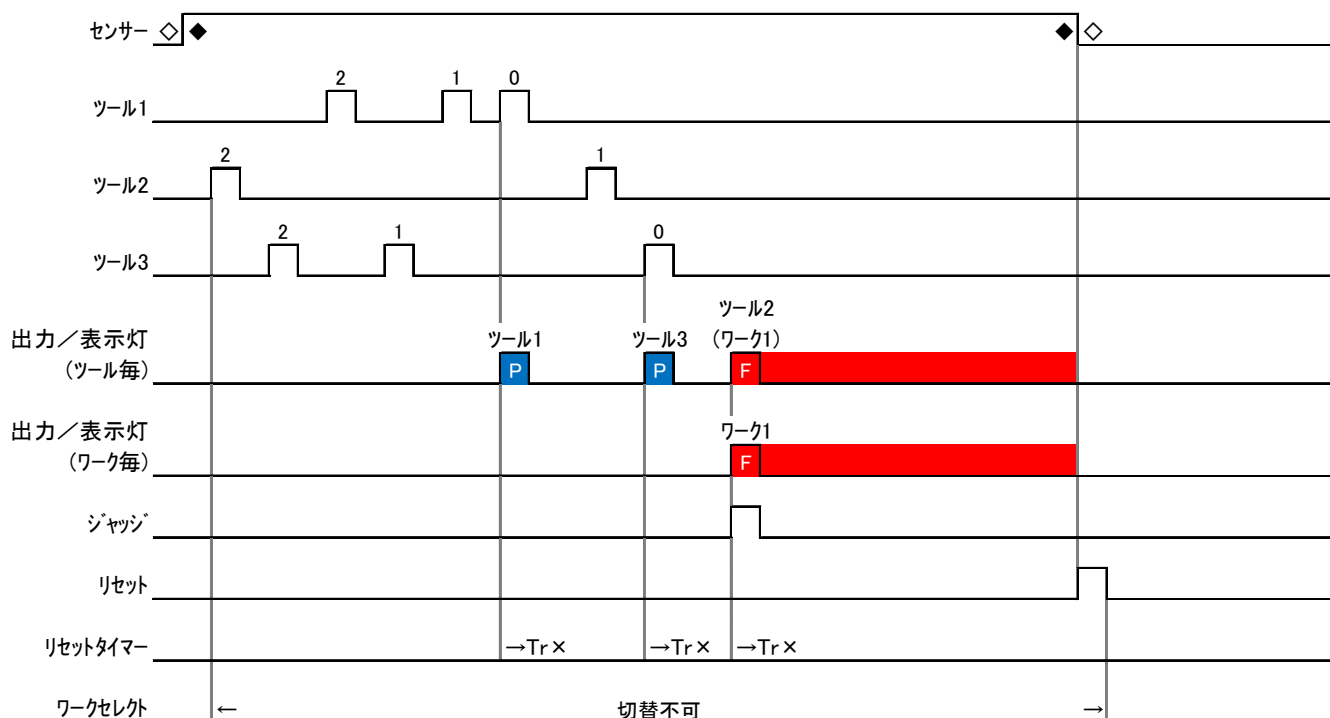 センサー ◇ ◆ ◆ ◇
2 1 0
ツール1
2 1
ツール2
2 1 0
ツール3
ツール2
出力／表示灯 ツール1 ツール3 (ワーク1)
(ツール毎) P P F
出力／表示灯 ワーク1
(ワーク毎) F
ジャッジ
リセット
リセットタイマー →Tr× →Tr× →Tr×
ワークセレクト ← 切替不可 →